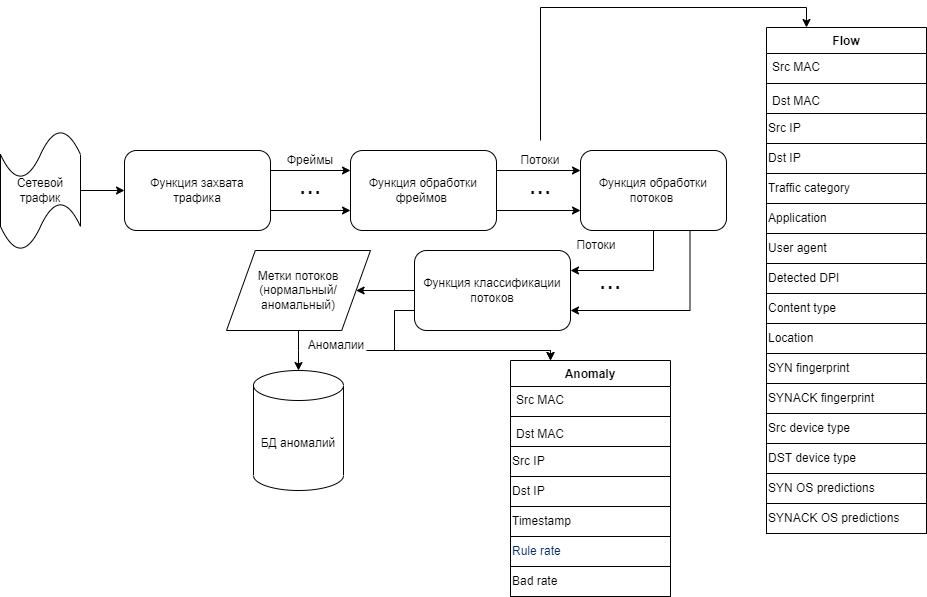 Сетевой
трафик
Функция захвата
трафика
Фреймы
...
Функция обработки
фреймов
Потоки
...
Функция обработки
потоков
Потоки
...
Функция классификации
потоков
Метки потоков
(нормальный/
аномальный)
Аномалии
БД аномалий
Anomaly
Src MAC
Dst MAC
Src IP
Dst IP
Timestamp
Rule rate
Bad rate
Flow
Src MAC
Dst MAC
Src IP
Dst IP
Traffic category
Application
User agent
Detected DPI
Content type
Location
SYN fingerprint
SYNACK fingerprint
Src device type
DST device type
SYN OS predictions
SYNACK OS predictions